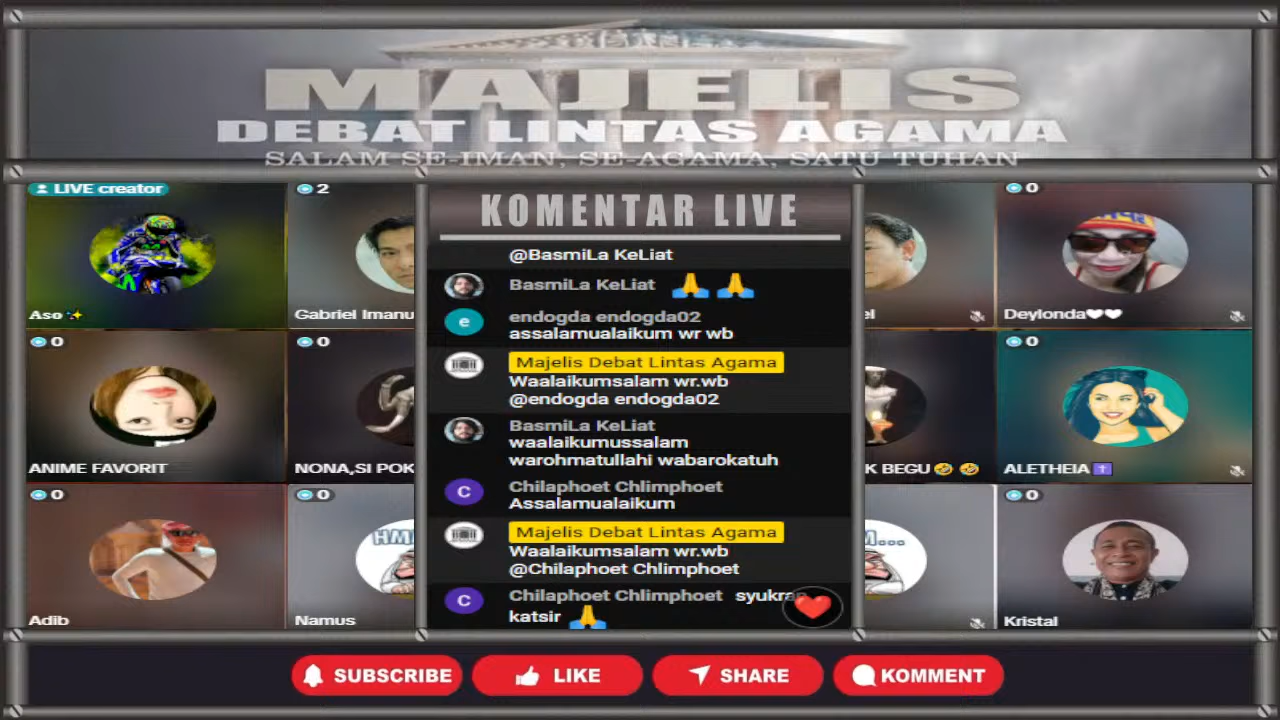 MAJELIS
DEBAT LINTAS AGAMA
SALAM SE-IMAN, SE-AGAMA, SATU TUHAN
LIVE creator
Aso
2
Gabriel Imanu
el
0
Deylonda
0
ANIME FAVORIT
0
NONA,SI POK
K BEGU
0
ALETHEIA
0
Adib
0
HM
M...
Namus
0
Kristal
KOMENTAR LIVE
@BasmiLa KeLiat
BasmiLa KeLiat 🙏 🙏
e
endogda endogda02
assalamualaikum wr wb
Majelis Debat Lintas Agama
Waalaikumsalam wr.wb
@endogda endogda02
BasmiLa KeLiat
waalaikumussalam
warohmatullahi wabarokatuh
C
Chilaphoet Chlimphoet
Assalamualaikum
Majelis Debat Lintas Agama
Waalaikumsalam wr.wb
@Chilaphoet Chlimphoet
C
Chilaphoet Chlimphoet syukran
katsir 🙏
SUBSCRIBE
LIKE
SHARE
KOMMENT